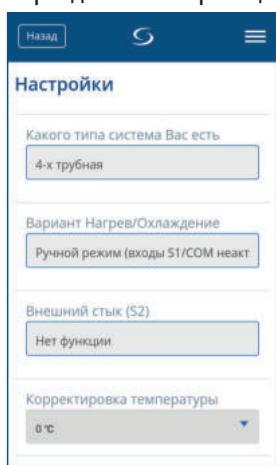 Назад
Настройки
Какого типа система Вас есть
4-х трубная
Вариант Нагрев/Охлаждение
Ручной режим (входы S1/COM неакт
Внешний стык (S2)
Нет функции
Корректировка температуры
0 °C